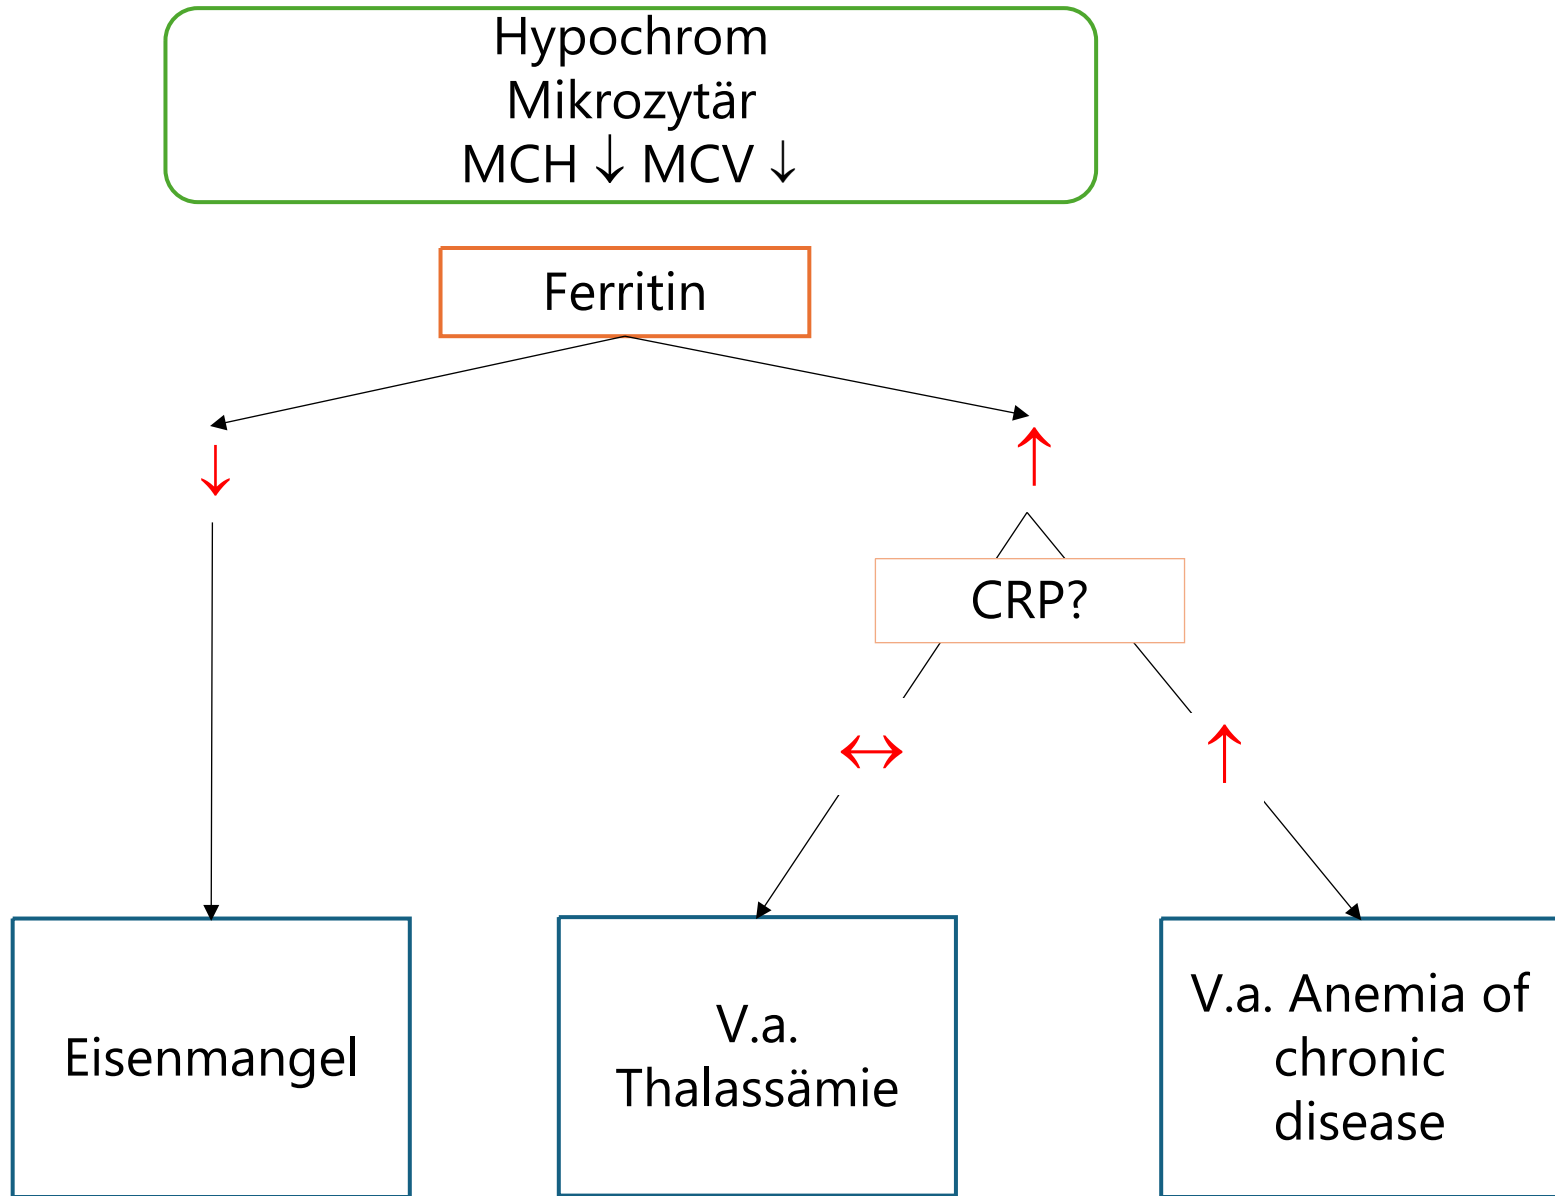 Hypochrom
Mikrozytär
MCH ↓ MCV ↓
Ferritin
↓
↑
CRP?
↔
↑
Eisenmangel
V.a.
Thalassämie
V.a. Anemia of
chronic
disease